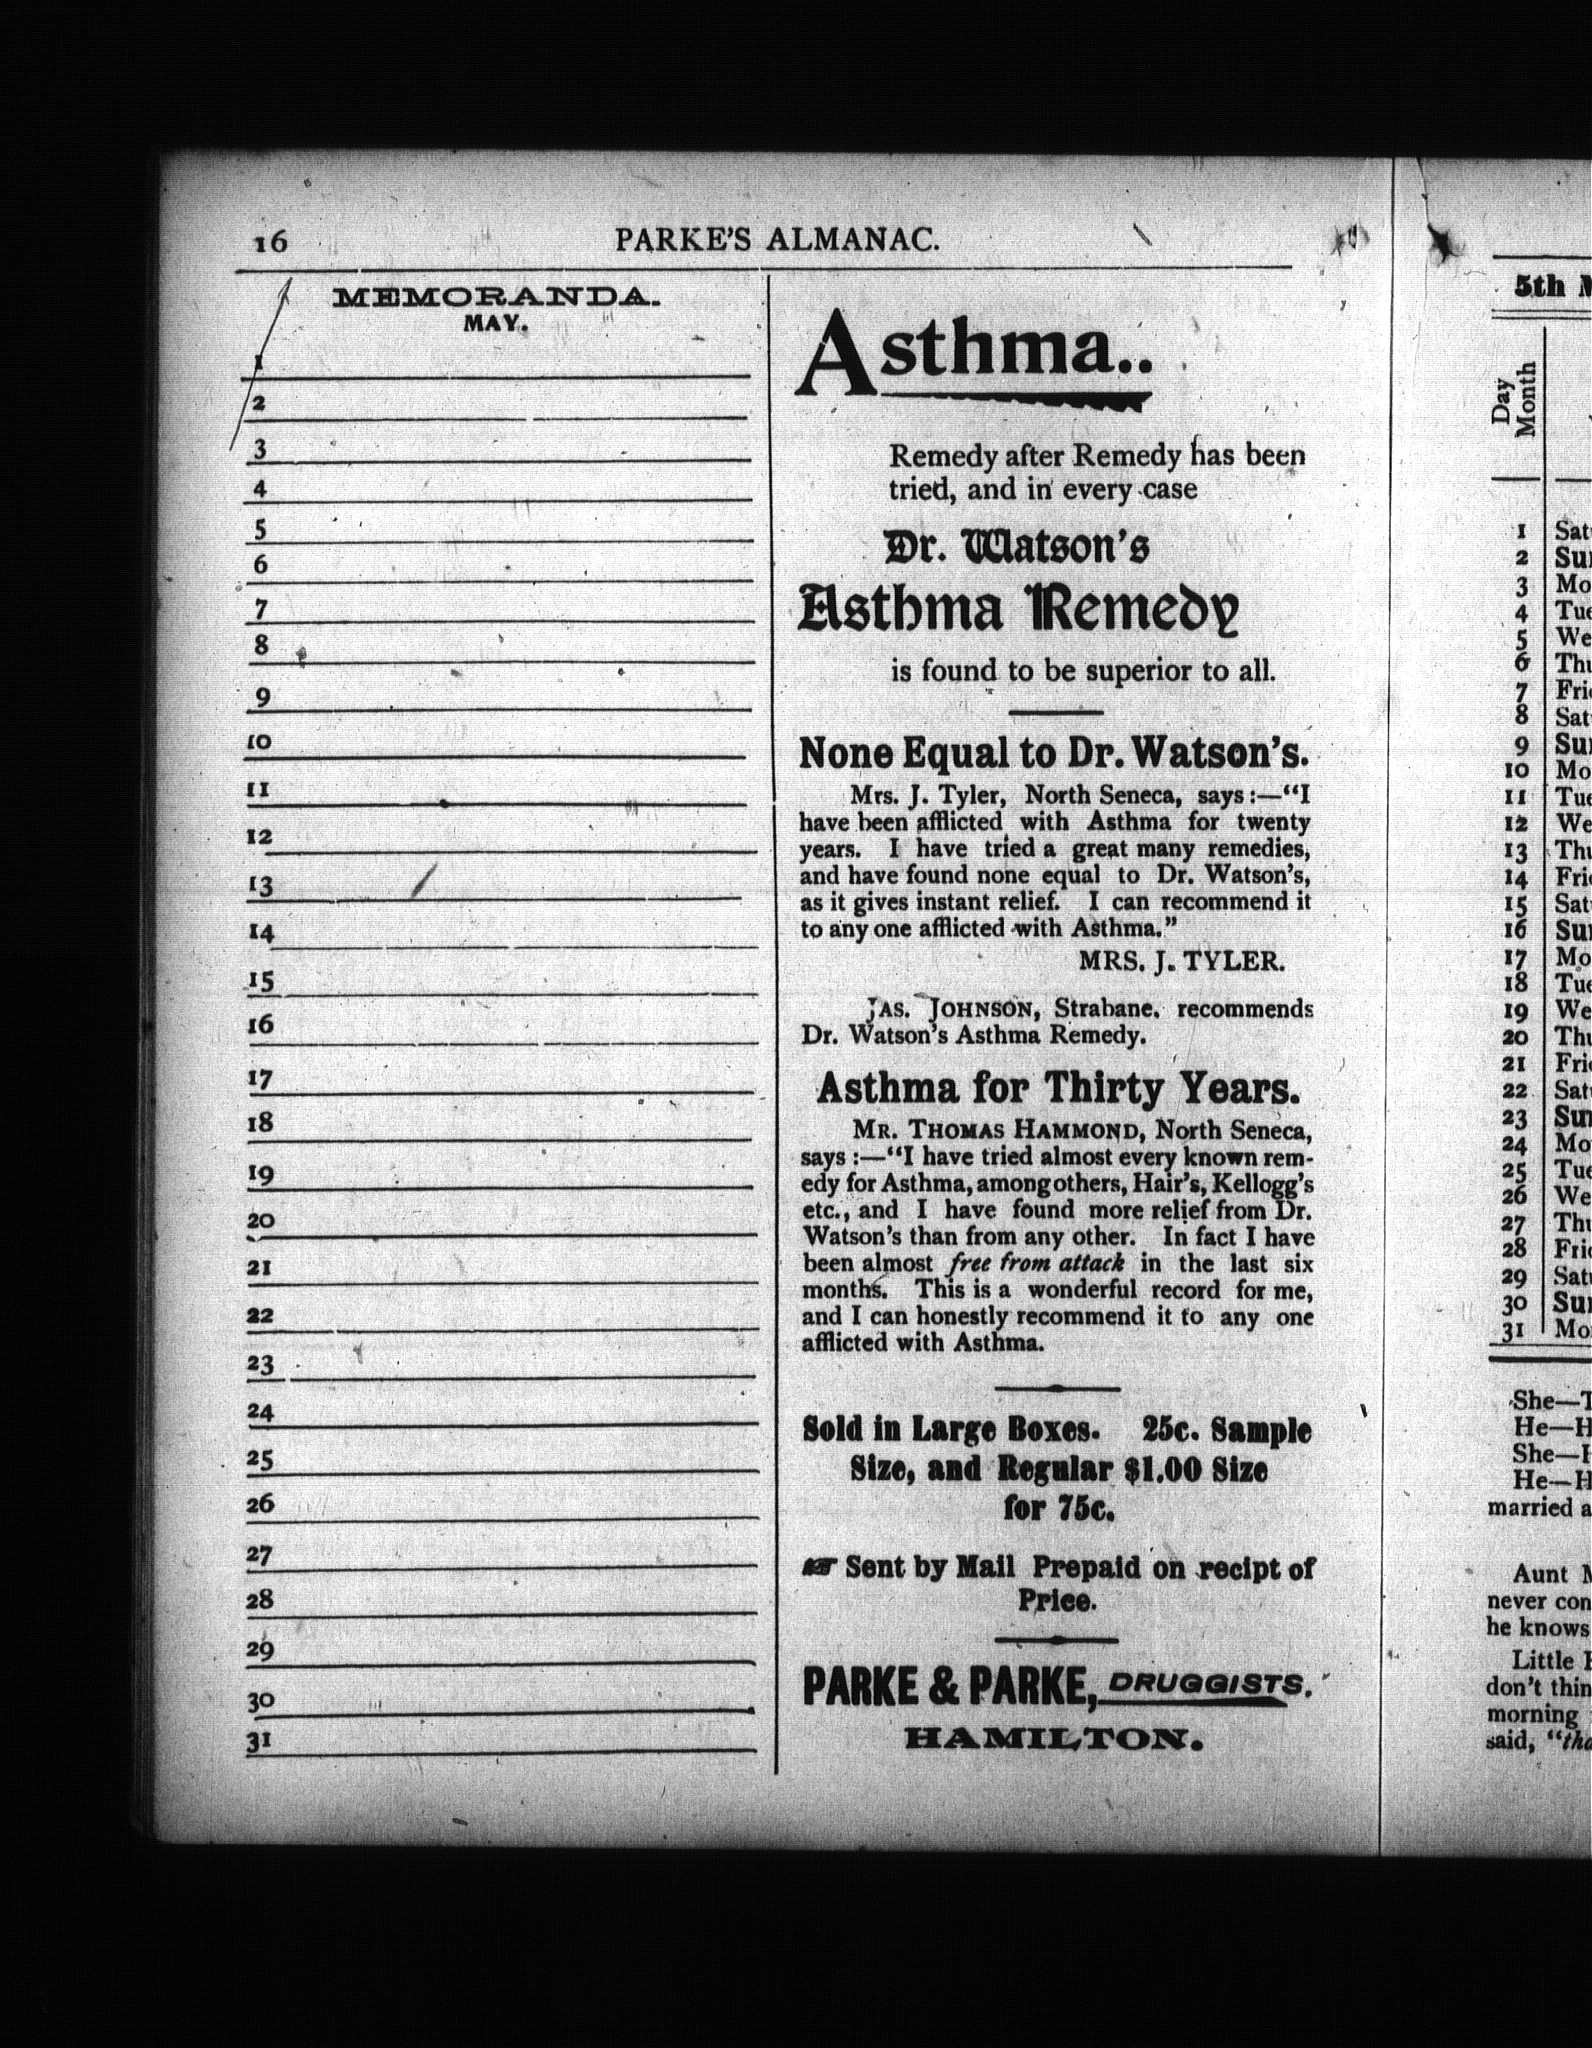 16
PARKE'S ALMANAC.
MEMORANDA.
MAY.
1
2
3
4
5
6
7
8
9
10
11
12
13
14
15
16
17
18
19
20
21
22
23
24
25
26
27
28
29
30
31
Asthma..
Remedy after Remedy has been
tried, and in every case
Dr. Watson's
Asthma Remedy
is found to be superior to all.
None Equal to Dr. Watson's.
Mrs. J. Tyler, North Seneca, says:—"I
have been afflicted with Asthma for twenty
years. I have tried a great many remedies,
and have found none equal to Dr. Watson's,
as it gives instant relief. I can recommend it
to any one afflicted with Asthma."
MRS. J. TYLER.
JAS. JOHNSON, Strabane, recommends
Dr. Watson's Asthma Remedy.
Asthma for Thirty Years.
MR. THOMAS HAMMOND, North Seneca,
says:—"I have tried almost every known rem-
edy for Asthma, among others, Hair's, Kellogg's
etc., and I have found more relief from Dr.
Watson's than from any other. In fact I have
been almost free from attack in the last six
months. This is a wonderful record for me,
and I can honestly recommend it to any one
afflicted with Asthma.
Sold in Large Boxes. 25c. Sample
Size, and Regular $1.00 Size
for 75c.
☞ Sent by Mail Prepaid on recipt of
Price.
PARKE & PARKE, DRUGGISTS.
HAMILTON.
5th
Day
Month
1
2
3
4
5
6
7
8
9
10
11
12
13
14
15
16
17
18
19
20
21
22
23
24
25
26
27
28
29
30
31
She—
He—
She—
He—
married
Aunt
never
he knows
Little
don't
morning
said,